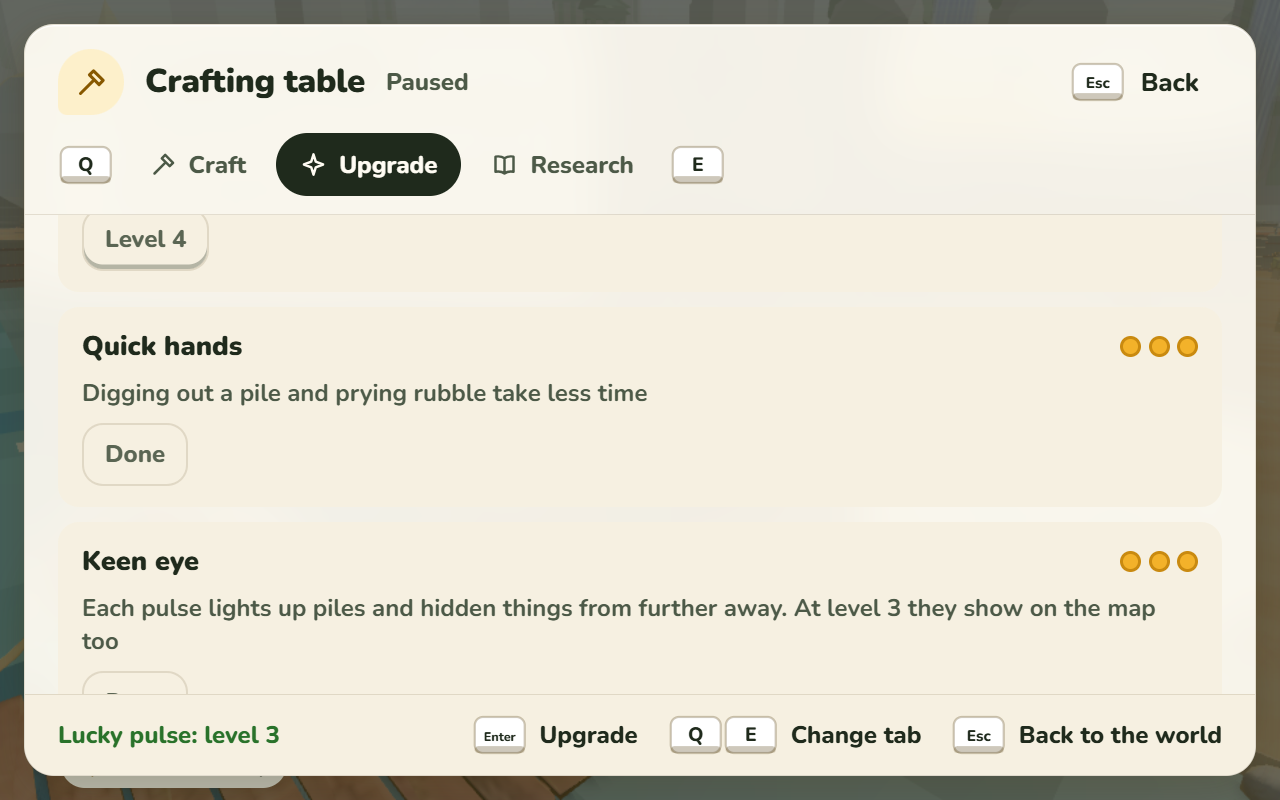 Crafting table Paused
Esc Back
Q Craft Upgrade Research E
Level 4
Quick hands
Digging out a pile and prying rubble take less time
Done
Keen eye
Each pulse lights up piles and hidden things from further away. At level 3 they show on the map
too
Lucky pulse: level 3
Enter Upgrade Q E Change tab Esc Back to the world